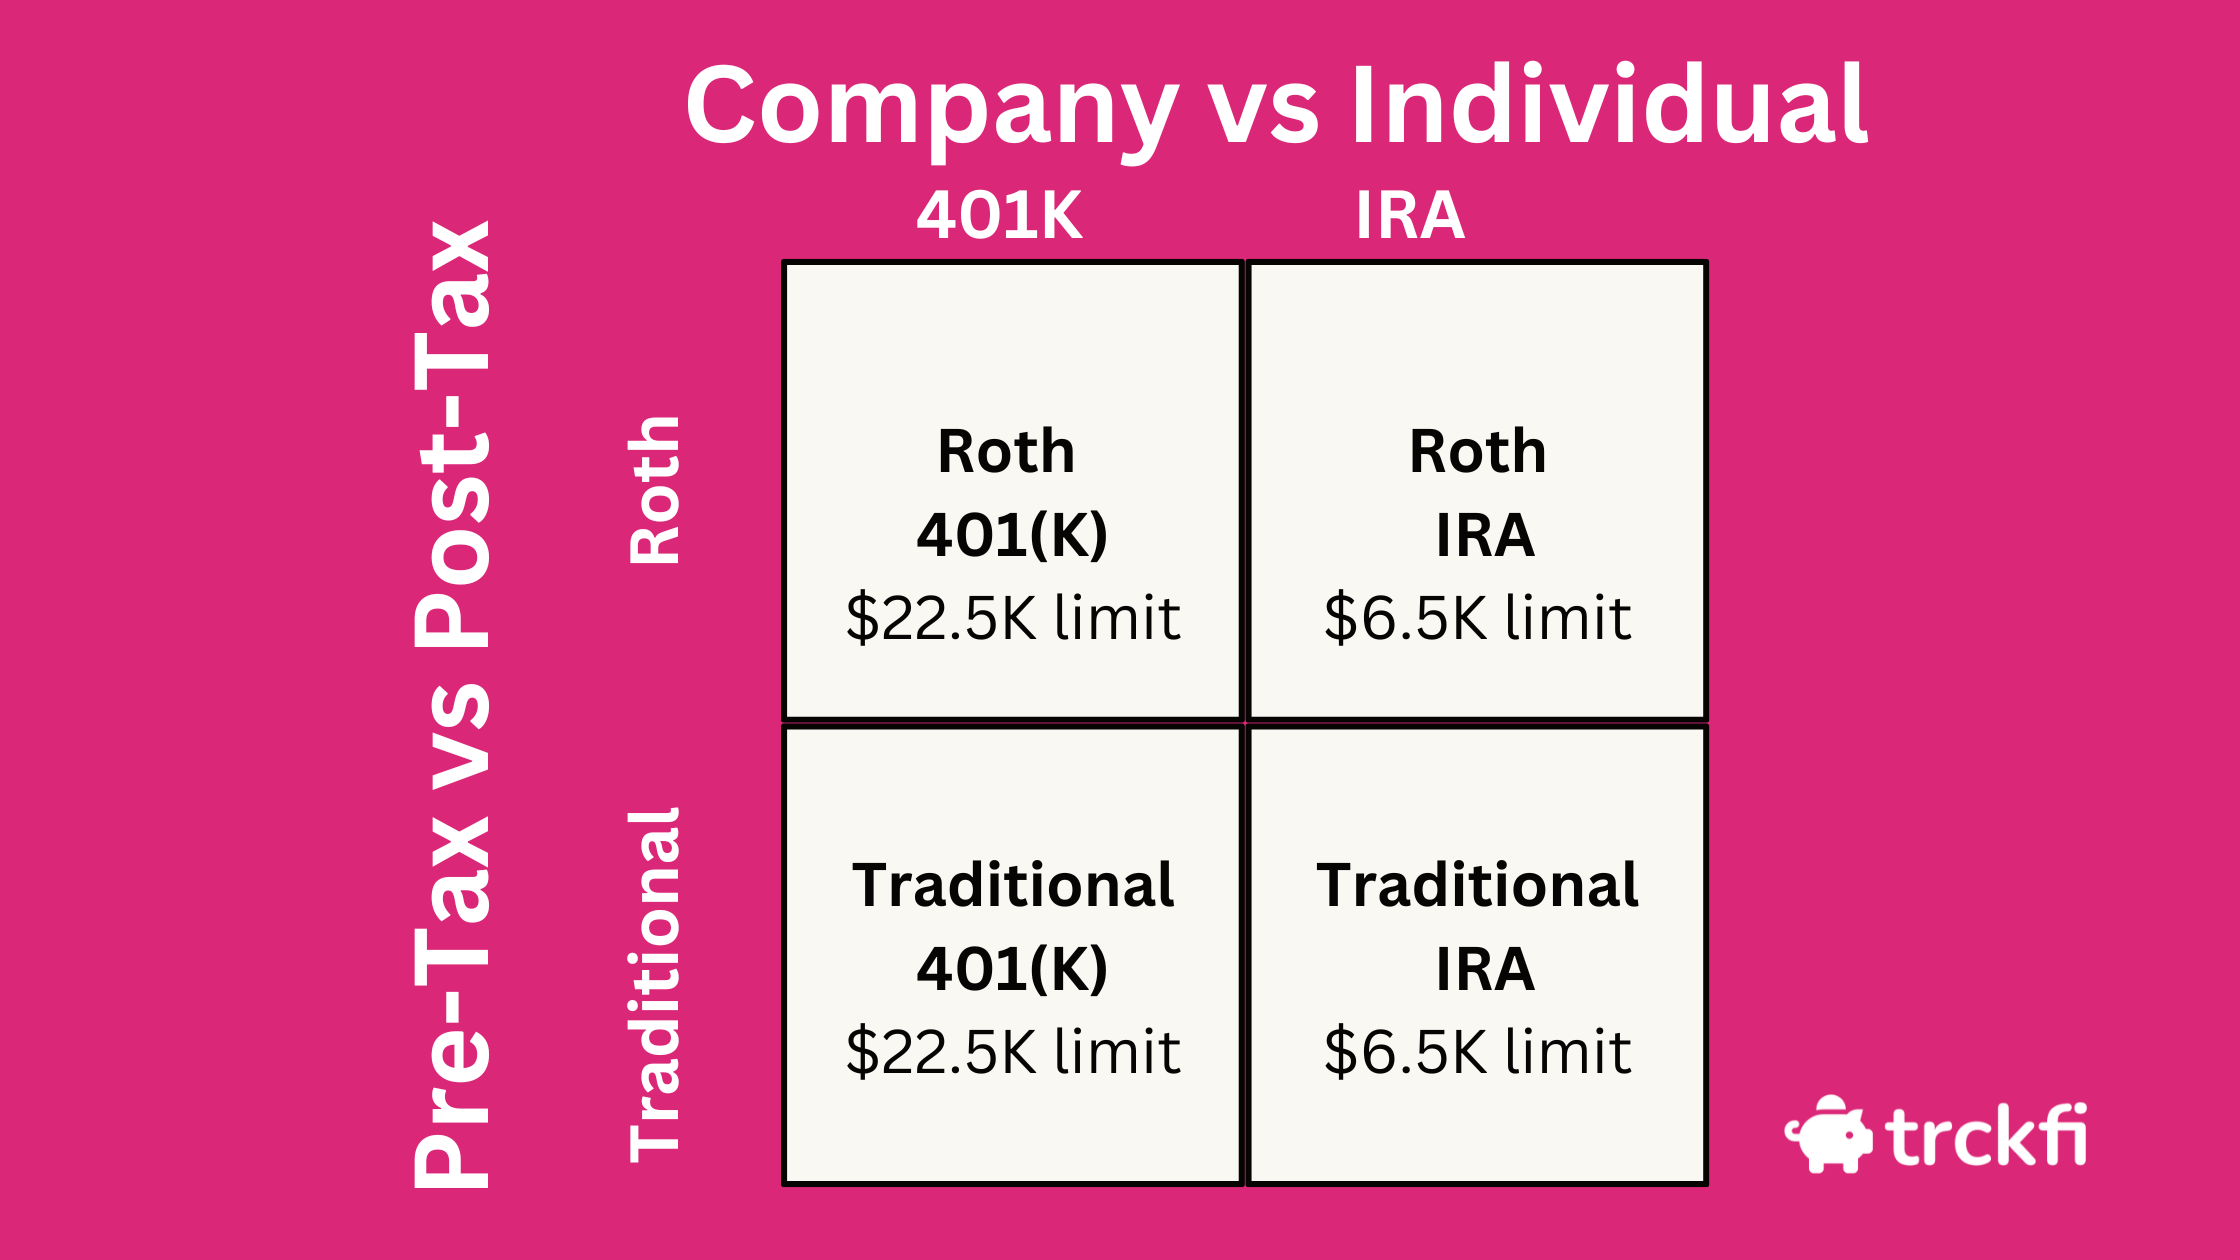 Company vs Individual
401K
IRA
Pre-Tax vs Post-Tax
Roth
Roth
401(K)
$22.5K limit
Roth
IRA
$6.5K limit
Traditional
Traditional
401(K)
$22.5K limit
Traditional
IRA
$6.5K limit
trckfi